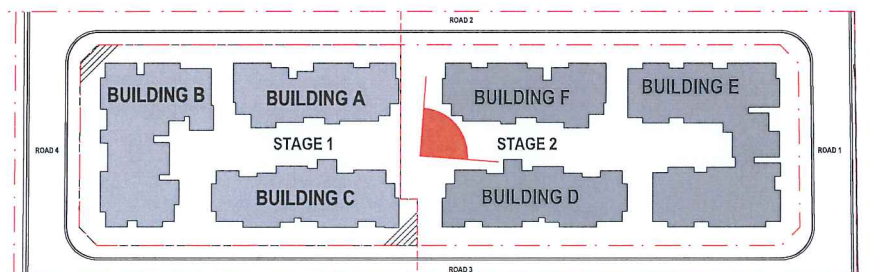 ROAD 2
BUILDING B
BUILDING A
BUILDING F
BUILDING E
ROAD 4
STAGE 1
STAGE 2
ROAD 1
BUILDING C
BUILDING D
ROAD 3